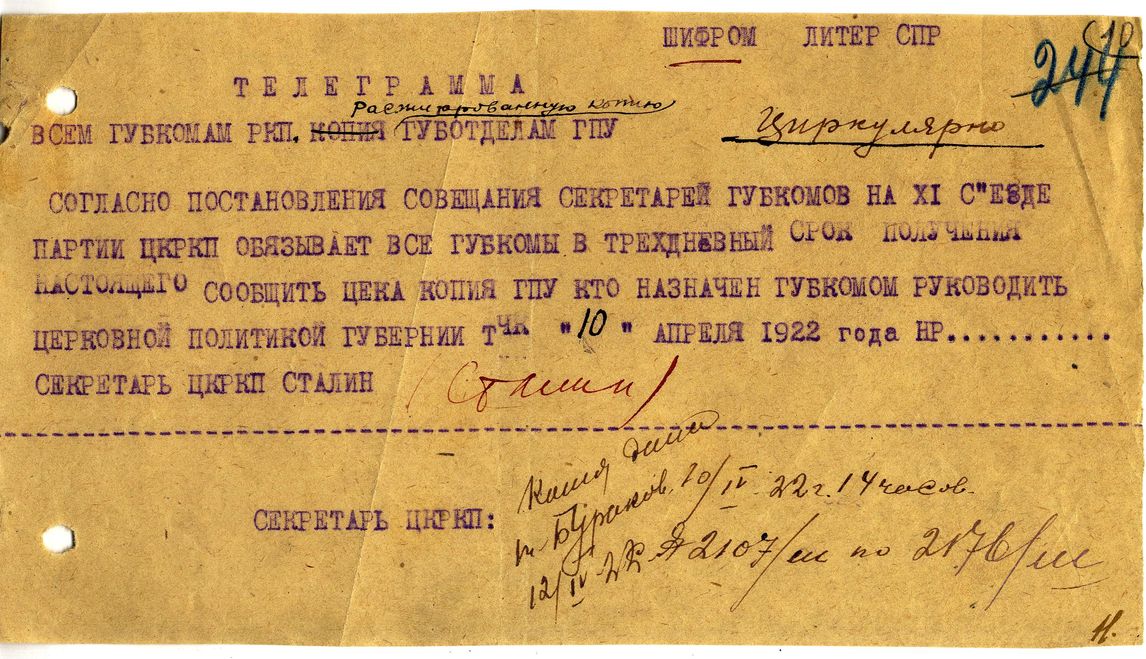 ШИФРОМ ЛИТЕР СПР
244
ТЕЛЕГРАММА
Расшифрованную копию
ВСЕМ ГУБКОМАМ РКП, КОПИЯ ГУБОТДЕЛАМ ГПУ Циркулярно
СОГЛАСНО ПОСТАНОВЛЕНИЯ СОВЕЩАНИЯ СЕКРЕТАРЕЙ ГУБКОМОВ НА XI С"ЕЗДЕ
ПАРТИИ ЦКРКП ОБЯЗЫВАЕТ ВСЕ ГУБКОМЫ В ТРЕХДНЕВНЫЙ СРОК ПОЛУЧЕНИЯ
НАСТОЯЩЕГО СООБЩИТЬ ЦЕКА КОПИЯ ГПУ КТО НАЗНАЧЕН ГУБКОМОМ РУКОВОДИТЬ
ЦЕРКОВНОЙ ПОЛИТИКОЙ ГУБЕРНИИ ТЧК "10" АПРЕЛЯ 1922 года НР............
СЕКРЕТАРЬ ЦКРКП СТАЛИН (Сталин)
Копия дана
т. Бураков. 10/IV 22 г. 14 часов.
СЕКРЕТАРЬ ЦКРКП:
12/IV-22 2107/ш по 2176/ш